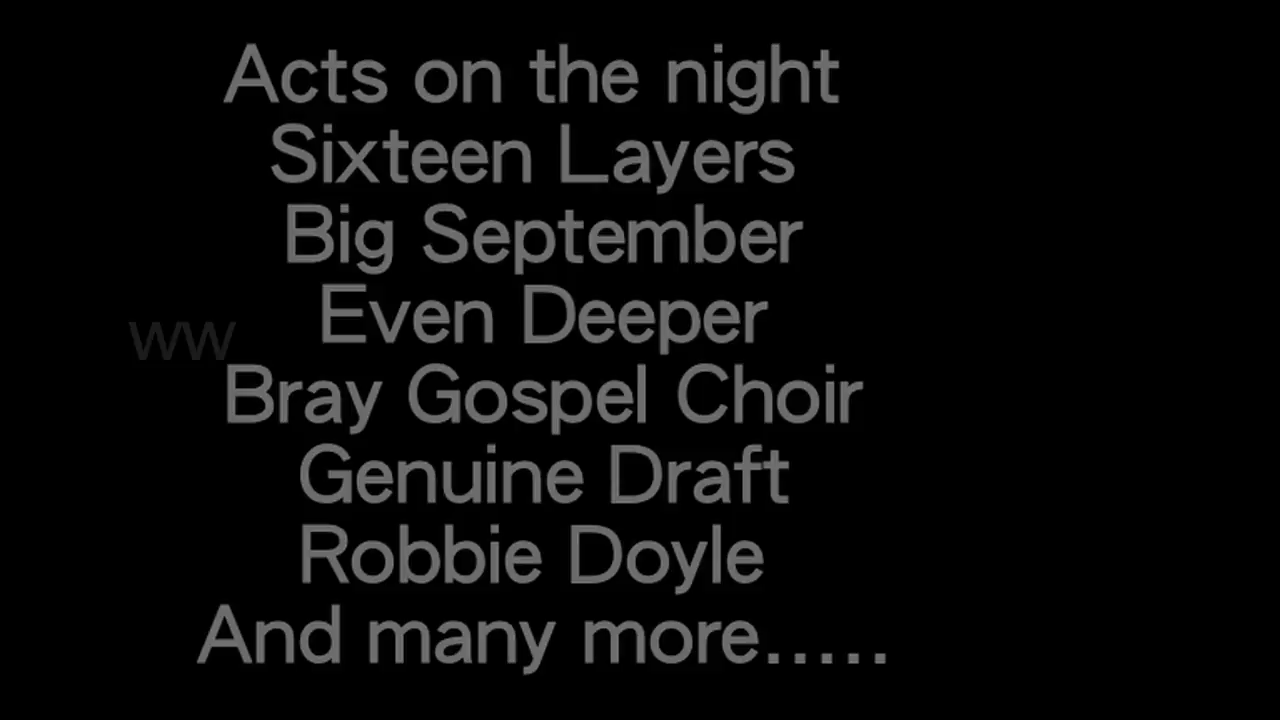 Acts on the night
Sixteen Layers
Big September
Even Deeper
ww
Bray Gospel Choir
Genuine Draft
Robbie Doyle
And many more.....